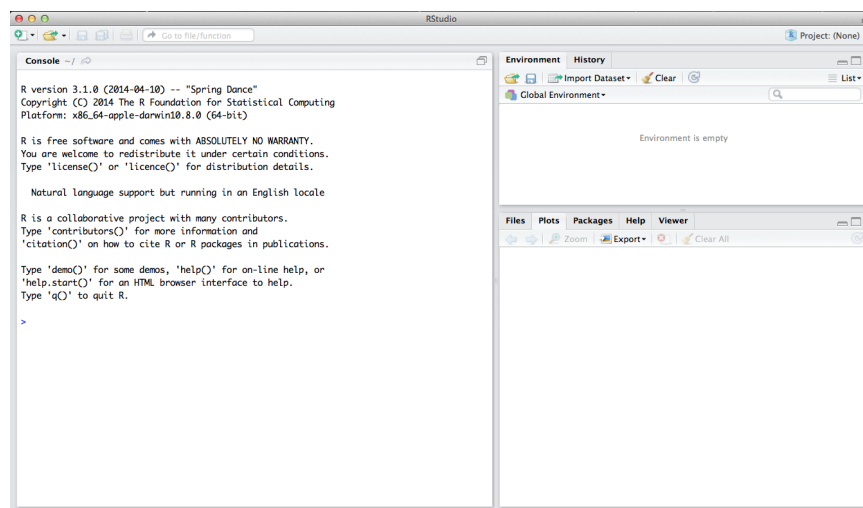 RStudio
Go to file/function
Project: (None)
Console ~/
R version 3.1.0 (2014-04-10) -- "Spring Dance"
Copyright (C) 2014 The R Foundation for Statistical Computing
Platform: x86_64-apple-darwin10.8.0 (64-bit)
R is free software and comes with ABSOLUTELY NO WARRANTY.
You are welcome to redistribute it under certain conditions.
Type 'license()' or 'licence()' for distribution details.
Natural language support but running in an English locale
R is a collaborative project with many contributors.
Type 'contributors()' for more information and
'citation()' on how to cite R or R packages in publications.
Type 'demo()' for some demos, 'help()' for on-line help, or
'help.start()' for an HTML browser interface to help.
Type 'q()' to quit R.
>
Environment History
Import Dataset Clear List
Global Environment
Environment is empty
Files Plots Packages Help Viewer
Zoom Export Clear All